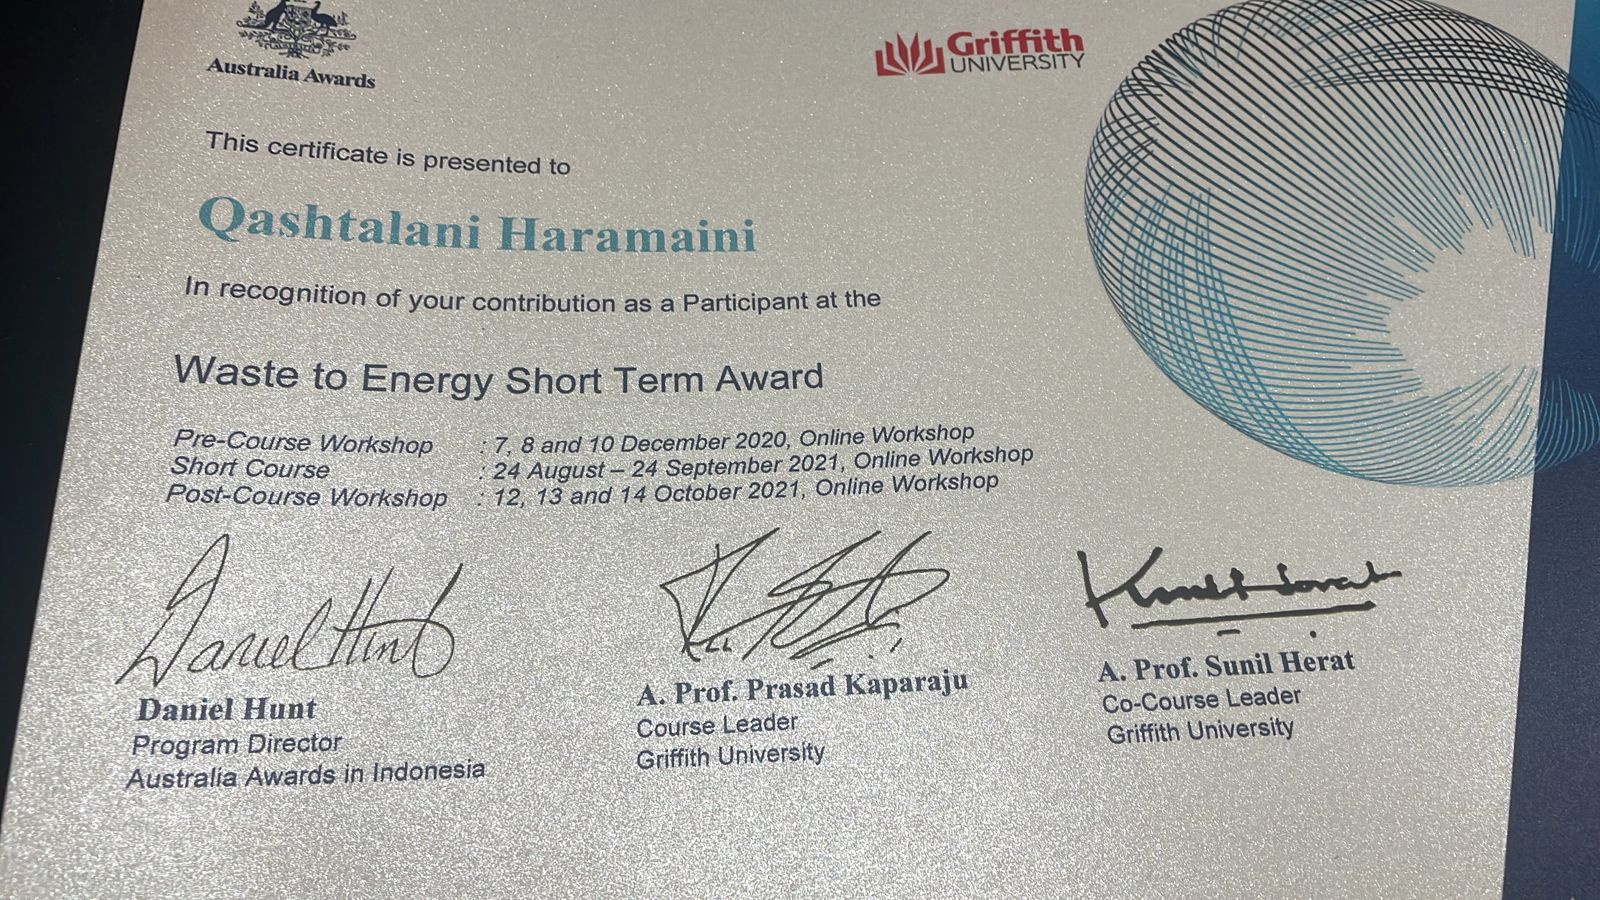 Australia Awards
Griffith
UNIVERSITY
This certificate is presented to
Qashtalani Haramaini
In recognition of your contribution as a Participant at the
Waste to Energy Short Term Award
Pre-Course Workshop : 7, 8 and 10 December 2020, Online Workshop
Short Course : 24 August – 24 September 2021, Online Workshop
Post-Course Workshop : 12, 13 and 14 October 2021, Online Workshop
Daniel Hunt
Daniel Hunt
Program Director
Australia Awards in Indonesia
A. Prof. Prasad Kaparaju
Course Leader
Griffith University
A. Prof. Sunil Herat
Co-Course Leader
Griffith University